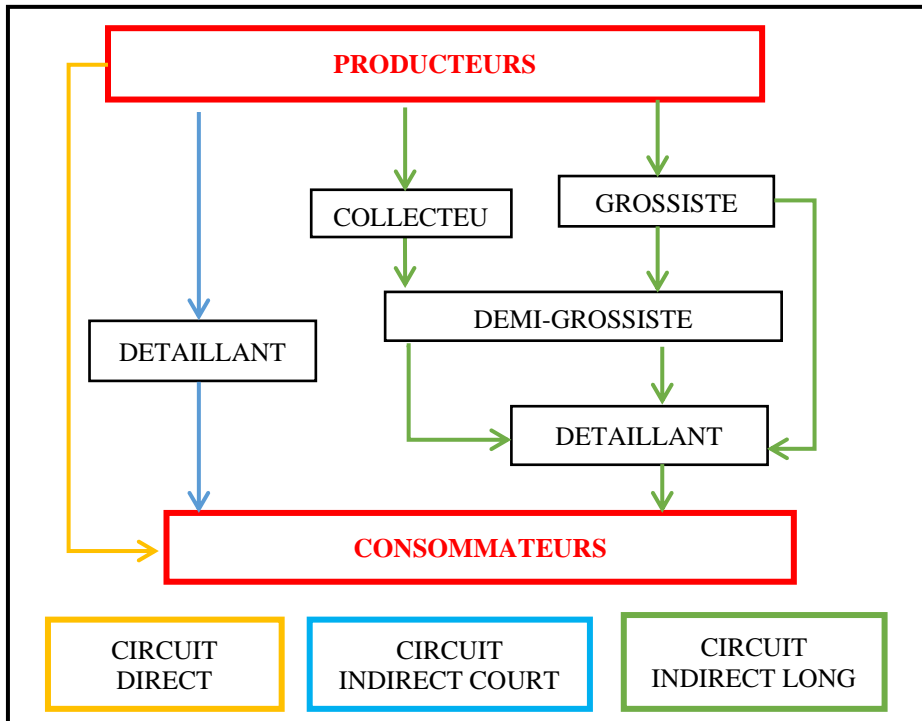 PRODUCTEURS
COLLECTEU
GROSSISTE
DEMI-GROSSISTE
DETAILLANT
DETAILLANT
CONSOMMATEURS
CIRCUIT
DIRECT
CIRCUIT
INDIRECT COURT
CIRCUIT
INDIRECT LONG